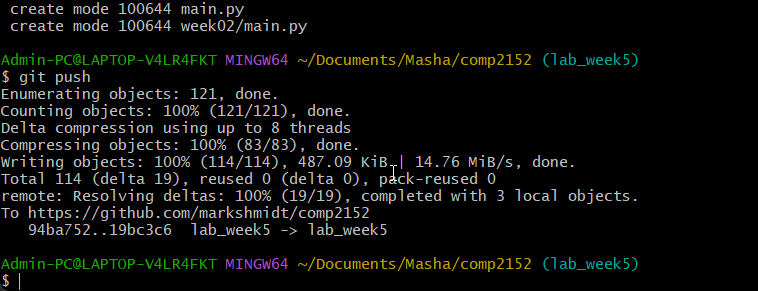 create mode 100644 main.py
create mode 100644 week02/main.py
Admin-PC@LAPTOP-V4LR4FKT MINGW64 ~/Documents/Masha/comp2152 (lab_week5)
$ git push
Enumerating objects: 121, done.
Counting objects: 100% (121/121), done.
Delta compression using up to 8 threads
Compressing objects: 100% (83/83), done.
Writing objects: 100% (114/114), 487.09 KiB | 14.76 MiB/s, done.
Total 114 (delta 19), reused 0 (delta 0), pack-reused 0
remote: Resolving deltas: 100% (19/19), completed with 3 local objects.
To https://github.com/markshmidt/comp2152
94ba752..19bc3c6 lab_week5 -> lab_week5
Admin-PC@LAPTOP-V4LR4FKT MINGW64 ~/Documents/Masha/comp2152 (lab_week5)
$